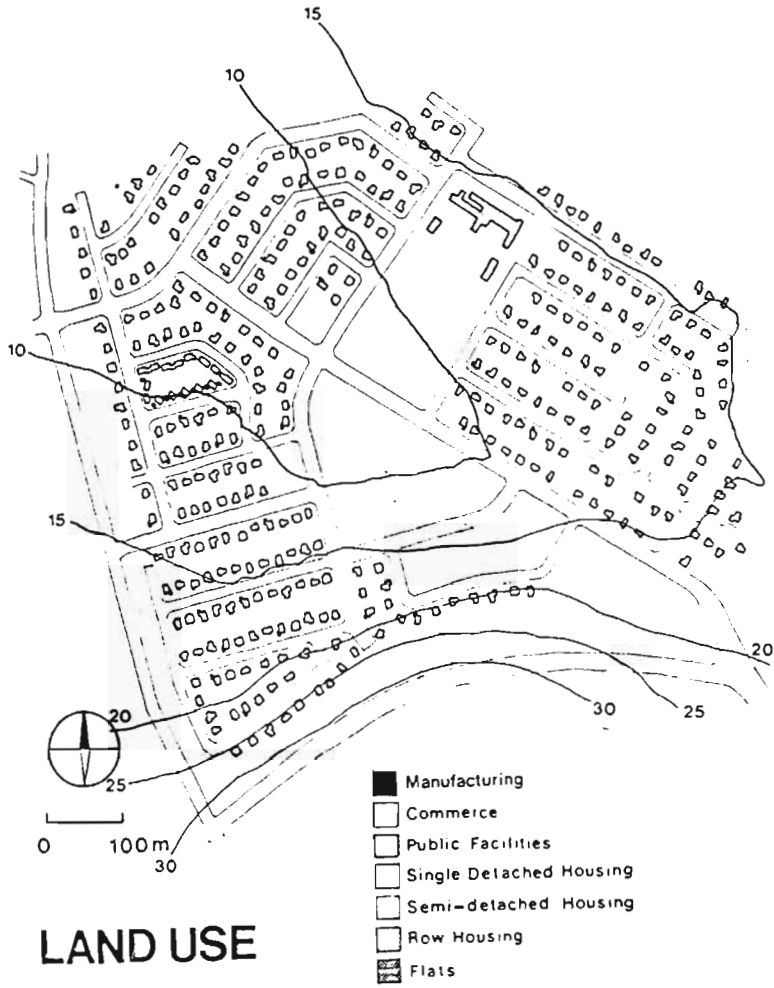 15
10
10
15
20
20
25
30
25
30
0 100m
Manufacturing
Commerce
Public Facilities
Single Detached Housing
Semi-detached Housing
Row Housing
Flats
LAND USE